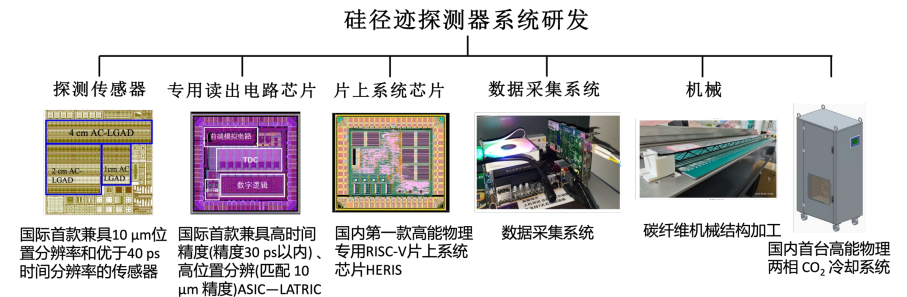 硅径迹探测器系统研发
探测传感器
专用读出电路芯片
片上系统芯片
数据采集系统
机械
4 cm AC-LGAD
2 cm AC-
LGAD
1cm AC
LGAD
前端模拟电路
TDC
数字逻辑
国际首款兼具10 μm位
置分辨率和优于40 ps
时间分辨率的传感器
国际首款兼具高时间
精度(精度30 ps以内)、
高位置分辨(匹配 10
μm 精度)ASIC—LATRIC
国内第一款高能物理
专用RISC-V片上系统
芯片HERIS
数据采集系统
碳纤维机械结构加工
国内首台高能物理
两相 CO₂ 冷却系统